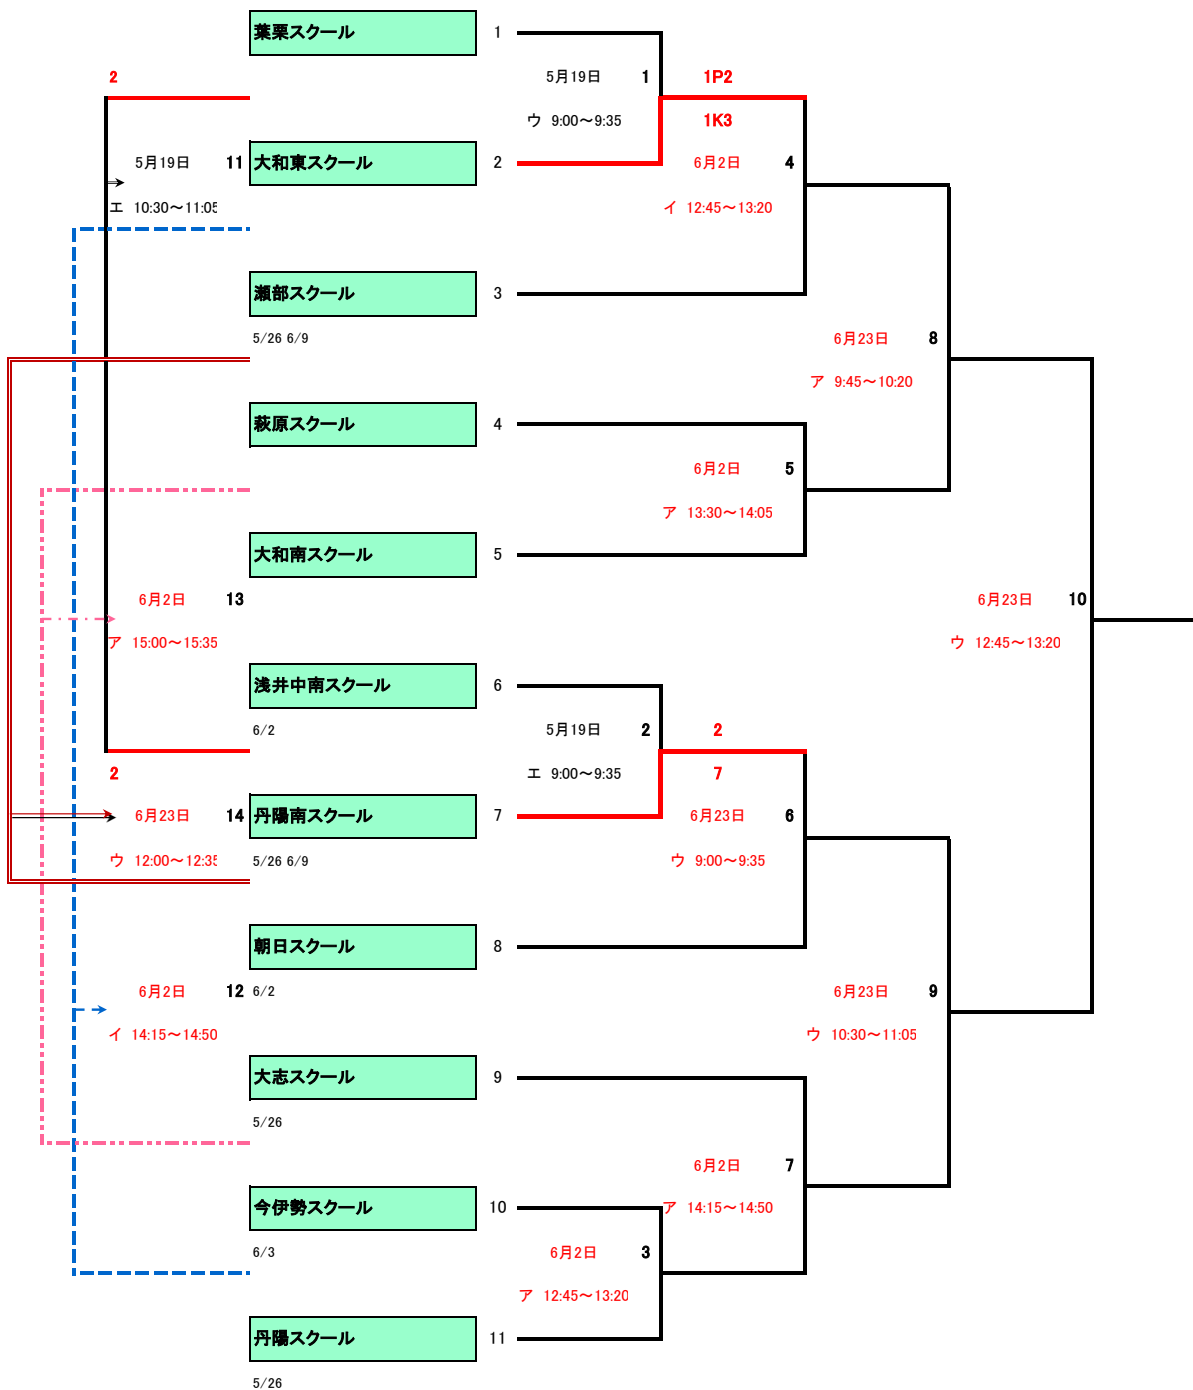 葉栗スクール 1
2
5月19日 1 1P2
ウ 9:00～9:35 1K3
5月19日 11 大和東スクール 2 6月2日 4
エ 10:30～11:05 イ 12:45～13:20
瀬部スクール 3
5/26 6/9 6月23日 8
ア 9:45～10:20
萩原スクール 4
6月2日 5
ア 13:30～14:05
大和南スクール 5
6月2日 13 6月23日 10
ア 15:00～15:35 ウ 12:45～13:20
浅井中南スクール 6
6/2 5月19日 2 2
2 エ 9:00～9:35 7
6月23日 14 丹陽南スクール 7 6月23日 6
ウ 12:00～12:35 5/26 6/9 ウ 9:00～9:35
朝日スクール 8
6月2日 12 6/2 6月23日 9
イ 14:15～14:50 ウ 10:30～11:05
大志スクール 9
5/26
6月2日 7
今伊勢スクール 10 ア 14:15～14:50
6/3 6月2日 3
ア 12:45～13:20
丹陽スクール 11
5/26